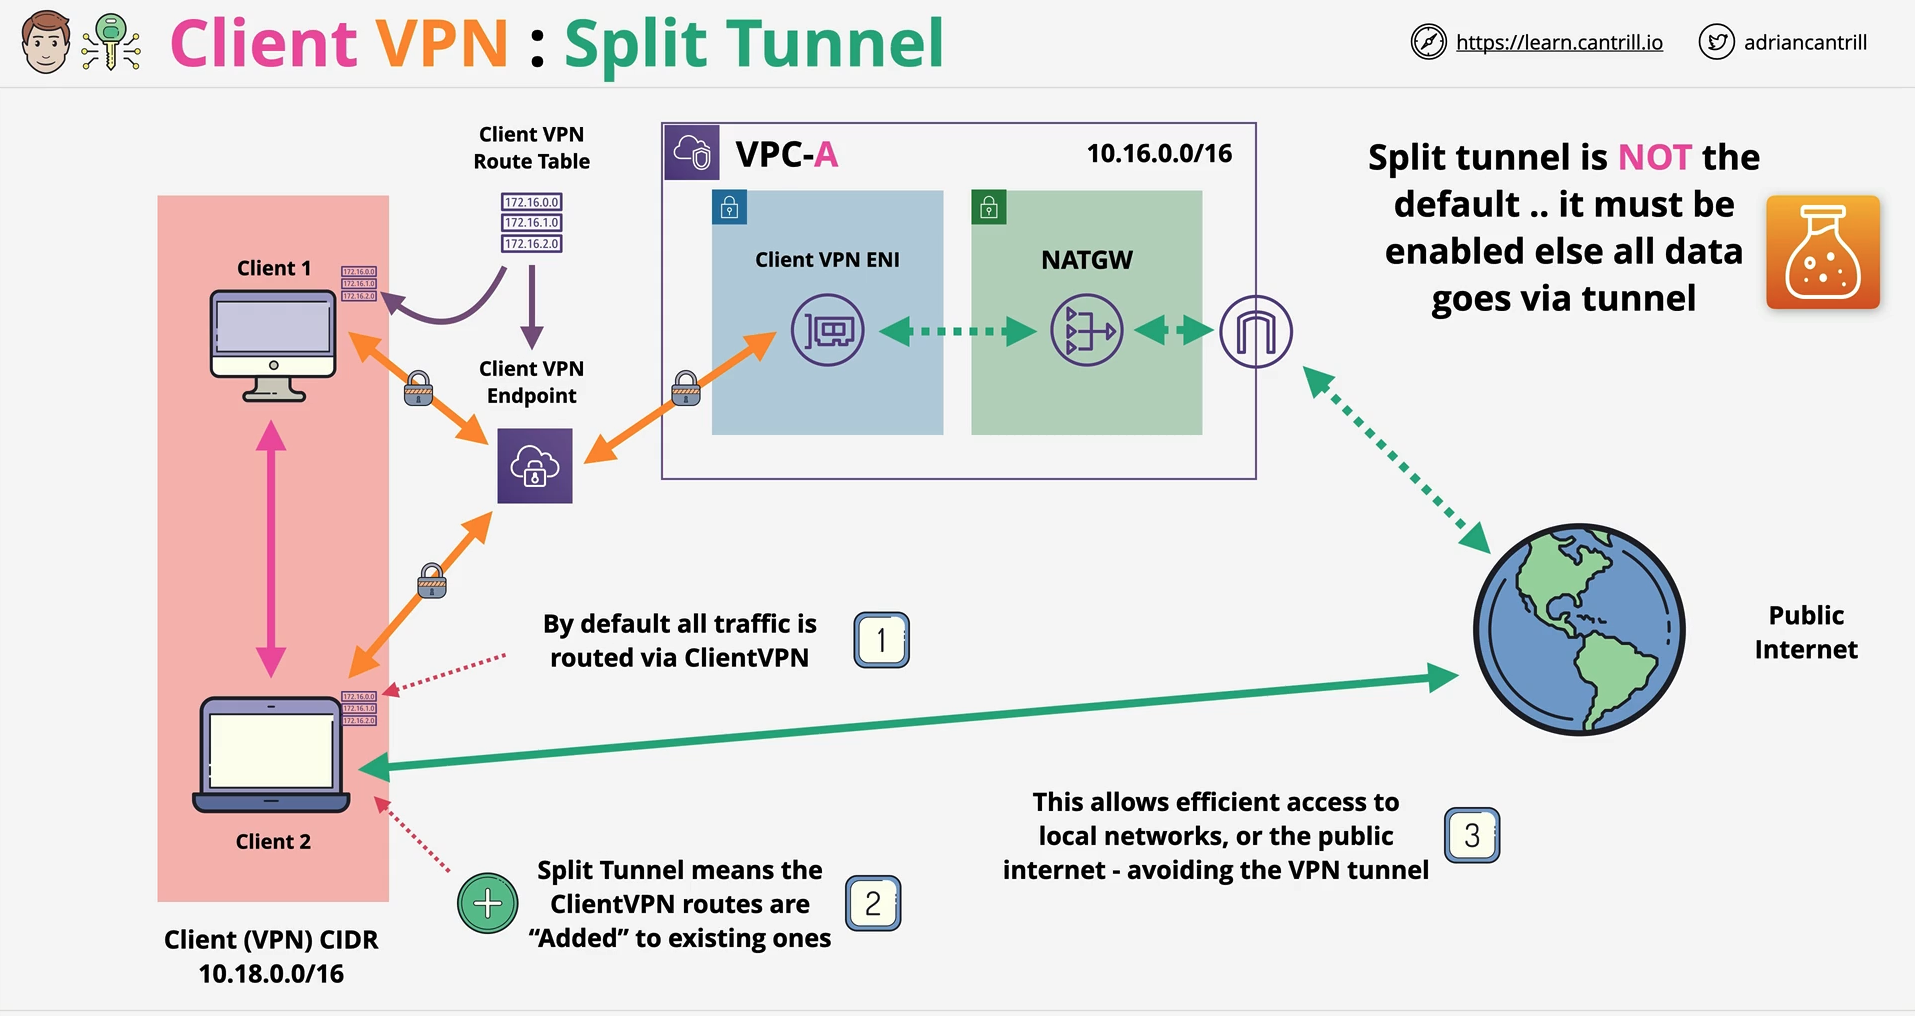 Client VPN : Split Tunnel
https://learn.cantrill.io
adriancantrill
Client VPN
Route Table
172.16.0.0
172.16.1.0
172.16.2.0
VPC-A
10.16.0.0/16
Split tunnel is NOT the
default .. it must be
enabled else all data
goes via tunnel
Client 1
172.16.0.0
172.16.1.0
172.16.2.0
Client VPN ENI
NATGW
Client VPN
Endpoint
By default all traffic is
routed via ClientVPN
1
Public
Internet
172.16.0.0
172.16.1.0
172.16.2.0
Client 2
This allows efficient access to
local networks, or the public
internet - avoiding the VPN tunnel
3
Split Tunnel means the
ClientVPN routes are
“Added” to existing ones
2
Client (VPN) CIDR
10.18.0.0/16